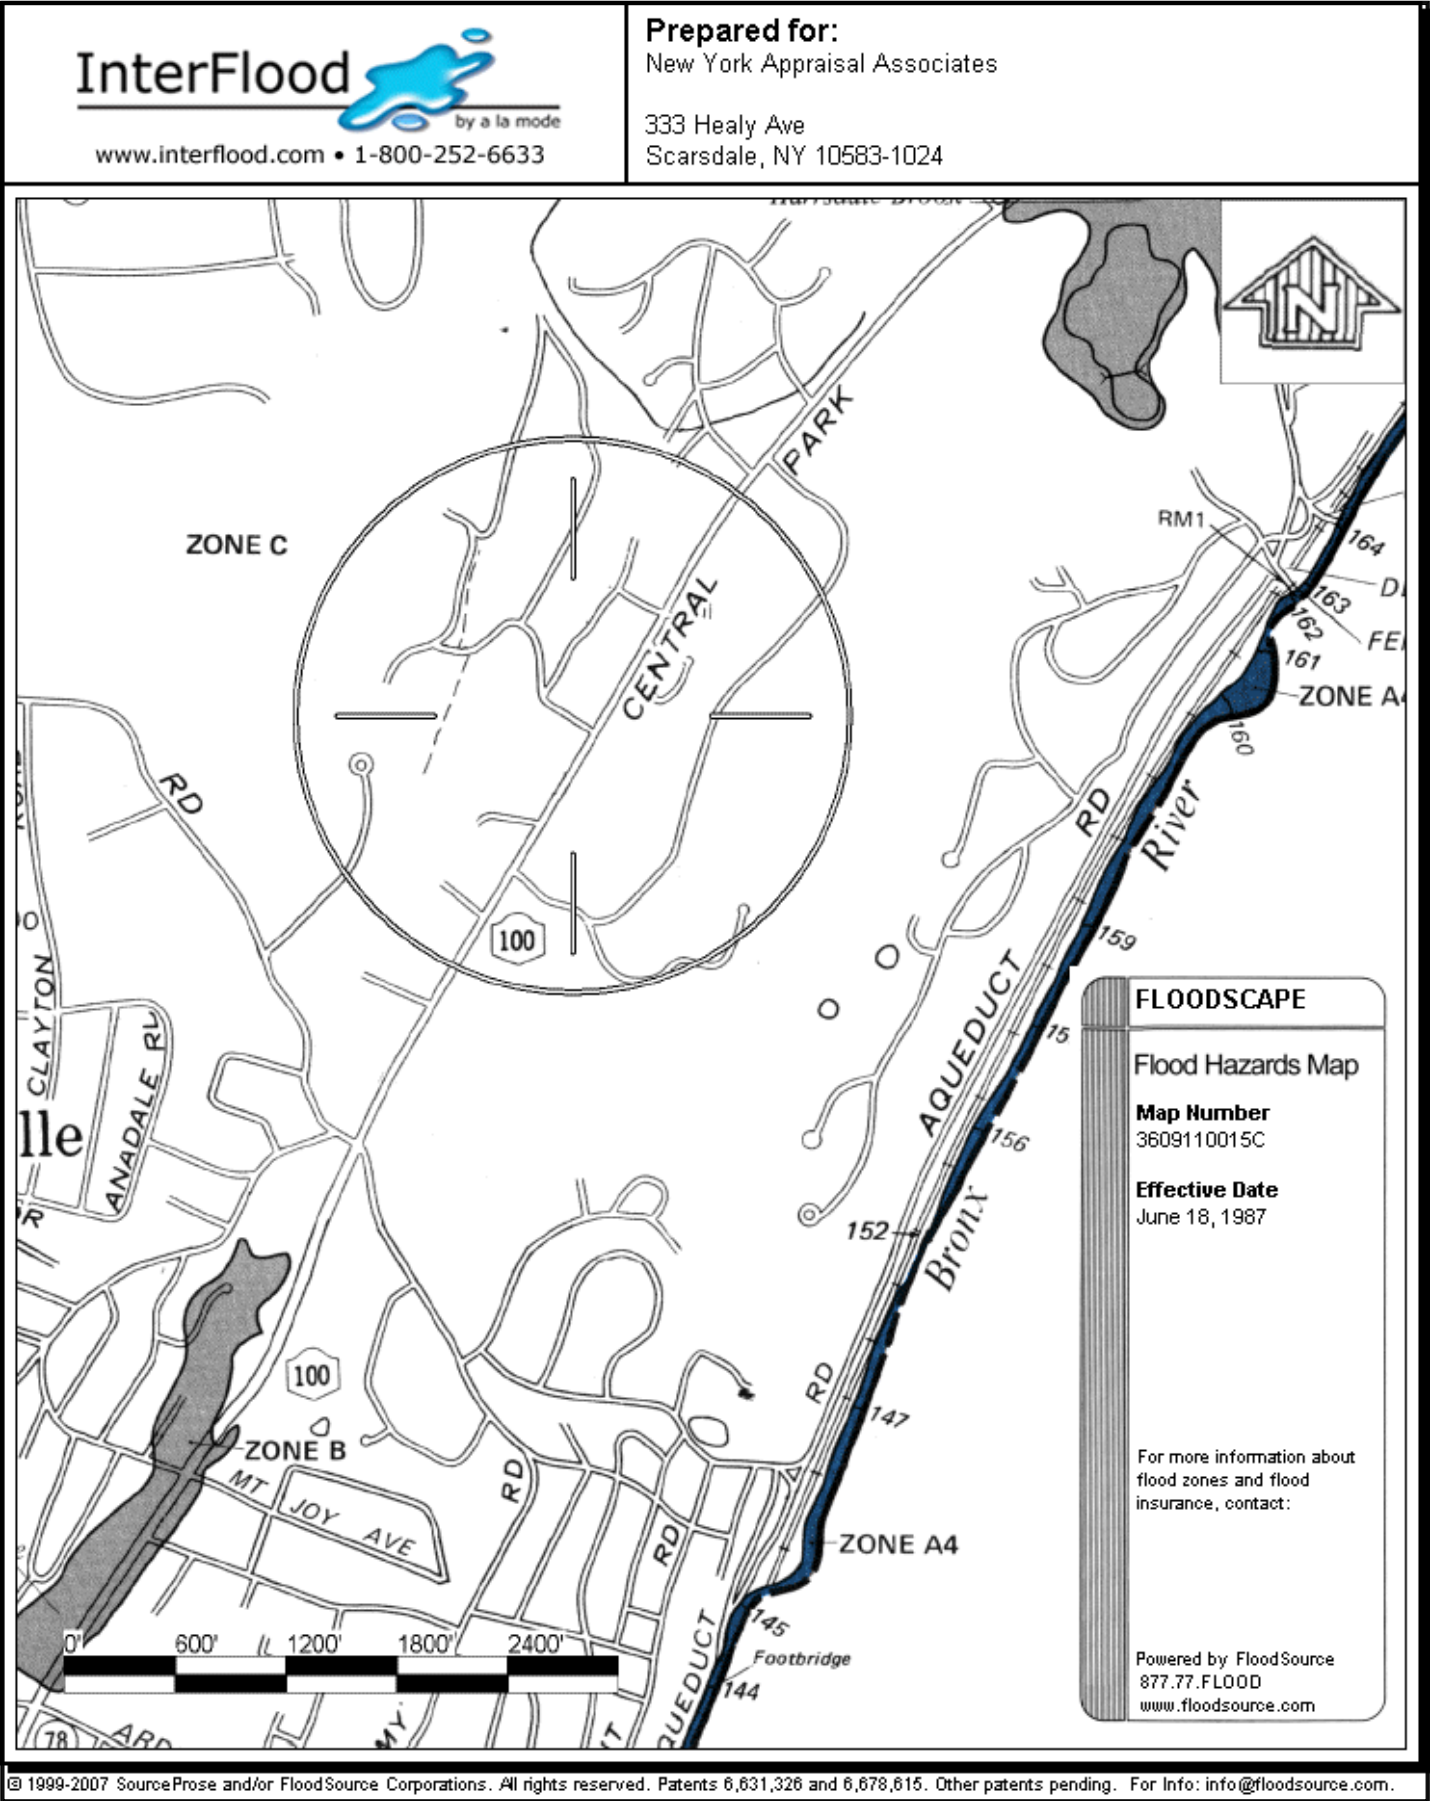 InterFlood
by a la mode
www.interflood.com • 1-800-252-6633
Prepared for:
New York Appraisal Associates
333 Healy Ave
Scarsdale, NY 10583-1024
PARK
ZONE C
RM1
164
163
162
161
ZONE A4
160
CENTRAL
RD
RD
River
159
100
CLAYTON
ANADALE
AQUEDUCT
15
156
lle
152
Bronx
100
RD
147
ZONE B
MT JOY AVE
RD
RD
ZONE A4
145
Footbridge
144
0' 600' 1200' 1800' 2400'
78
FLOODSCAPE
Flood Hazards Map
Map Number
3609110015C
Effective Date
June 18, 1987
For more information about
flood zones and flood
insurance, contact:
Powered by FloodSource
877.77.FLOOD
www.floodsource.com
© 1999-2007 SourceProse and/or FloodSource Corporations. All rights reserved. Patents 6,631,326 and 6,678,615. Other patents pending. For Info: info@floodsource.com.